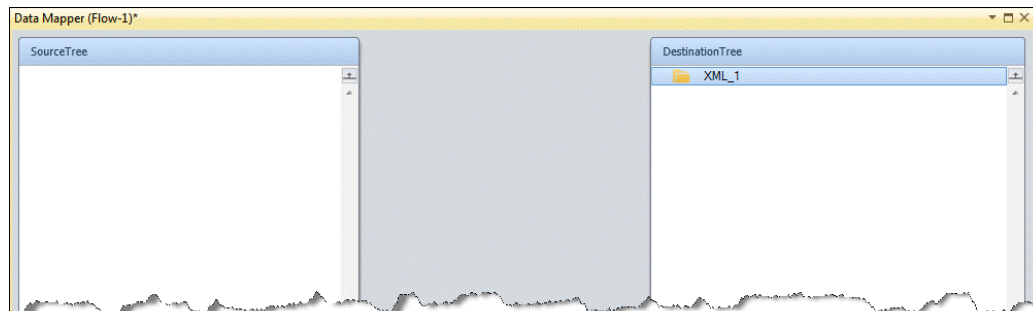 Data Mapper (Flow-1)*
SourceTree
DestinationTree
XML_1